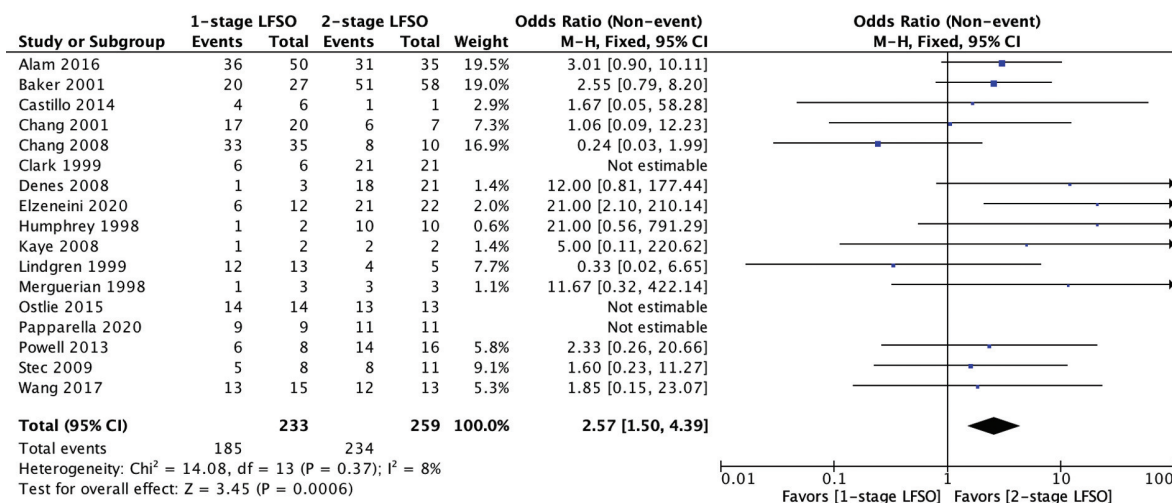 1-stage LFSO 2-stage LFSO Odds Ratio (Non-event) Odds Ratio (Non-event)
Study or Subgroup Events Total Events Total Weight M-H, Fixed, 95% CI M-H, Fixed, 95% CI
Alam 2016 36 50 31 35 19.5% 3.01 [0.90, 10.11]
Baker 2001 20 27 51 58 19.0% 2.55 [0.79, 8.20]
Castillo 2014 4 6 1 1 2.9% 1.67 [0.05, 58.28]
Chang 2001 17 20 6 7 7.3% 1.06 [0.09, 12.23]
Chang 2008 33 35 8 10 16.9% 0.24 [0.03, 1.99]
Clark 1999 6 6 21 21 Not estimable
Denes 2008 1 3 18 21 1.4% 12.00 [0.81, 177.44]
Elzeneini 2020 6 12 21 22 2.0% 21.00 [2.10, 210.14]
Humphrey 1998 1 2 10 10 0.6% 21.00 [0.56, 791.29]
Kaye 2008 1 2 2 2 1.4% 5.00 [0.11, 220.62]
Lindgren 1999 12 13 4 5 7.7% 0.33 [0.02, 6.65]
Merguerian 1998 1 3 3 3 1.1% 11.67 [0.32, 422.14]
Ostlie 2015 14 14 13 13 Not estimable
Papparella 2020 9 9 11 11 Not estimable
Powell 2013 6 8 14 16 5.8% 2.33 [0.26, 20.66]
Stec 2009 5 8 8 11 9.1% 1.60 [0.23, 11.27]
Wang 2017 13 15 12 13 5.3% 1.85 [0.15, 23.07]
Total (95% CI) 233 259 100.0% 2.57 [1.50, 4.39]
Total events 185 234
Heterogeneity: Chi² = 14.08, df = 13 (P = 0.37); I² = 8%
Test for overall effect: Z = 3.45 (P = 0.0006)
0.01 0.1 1 10 100
Favors [1-stage LFSO] Favors [2-stage LFSO]